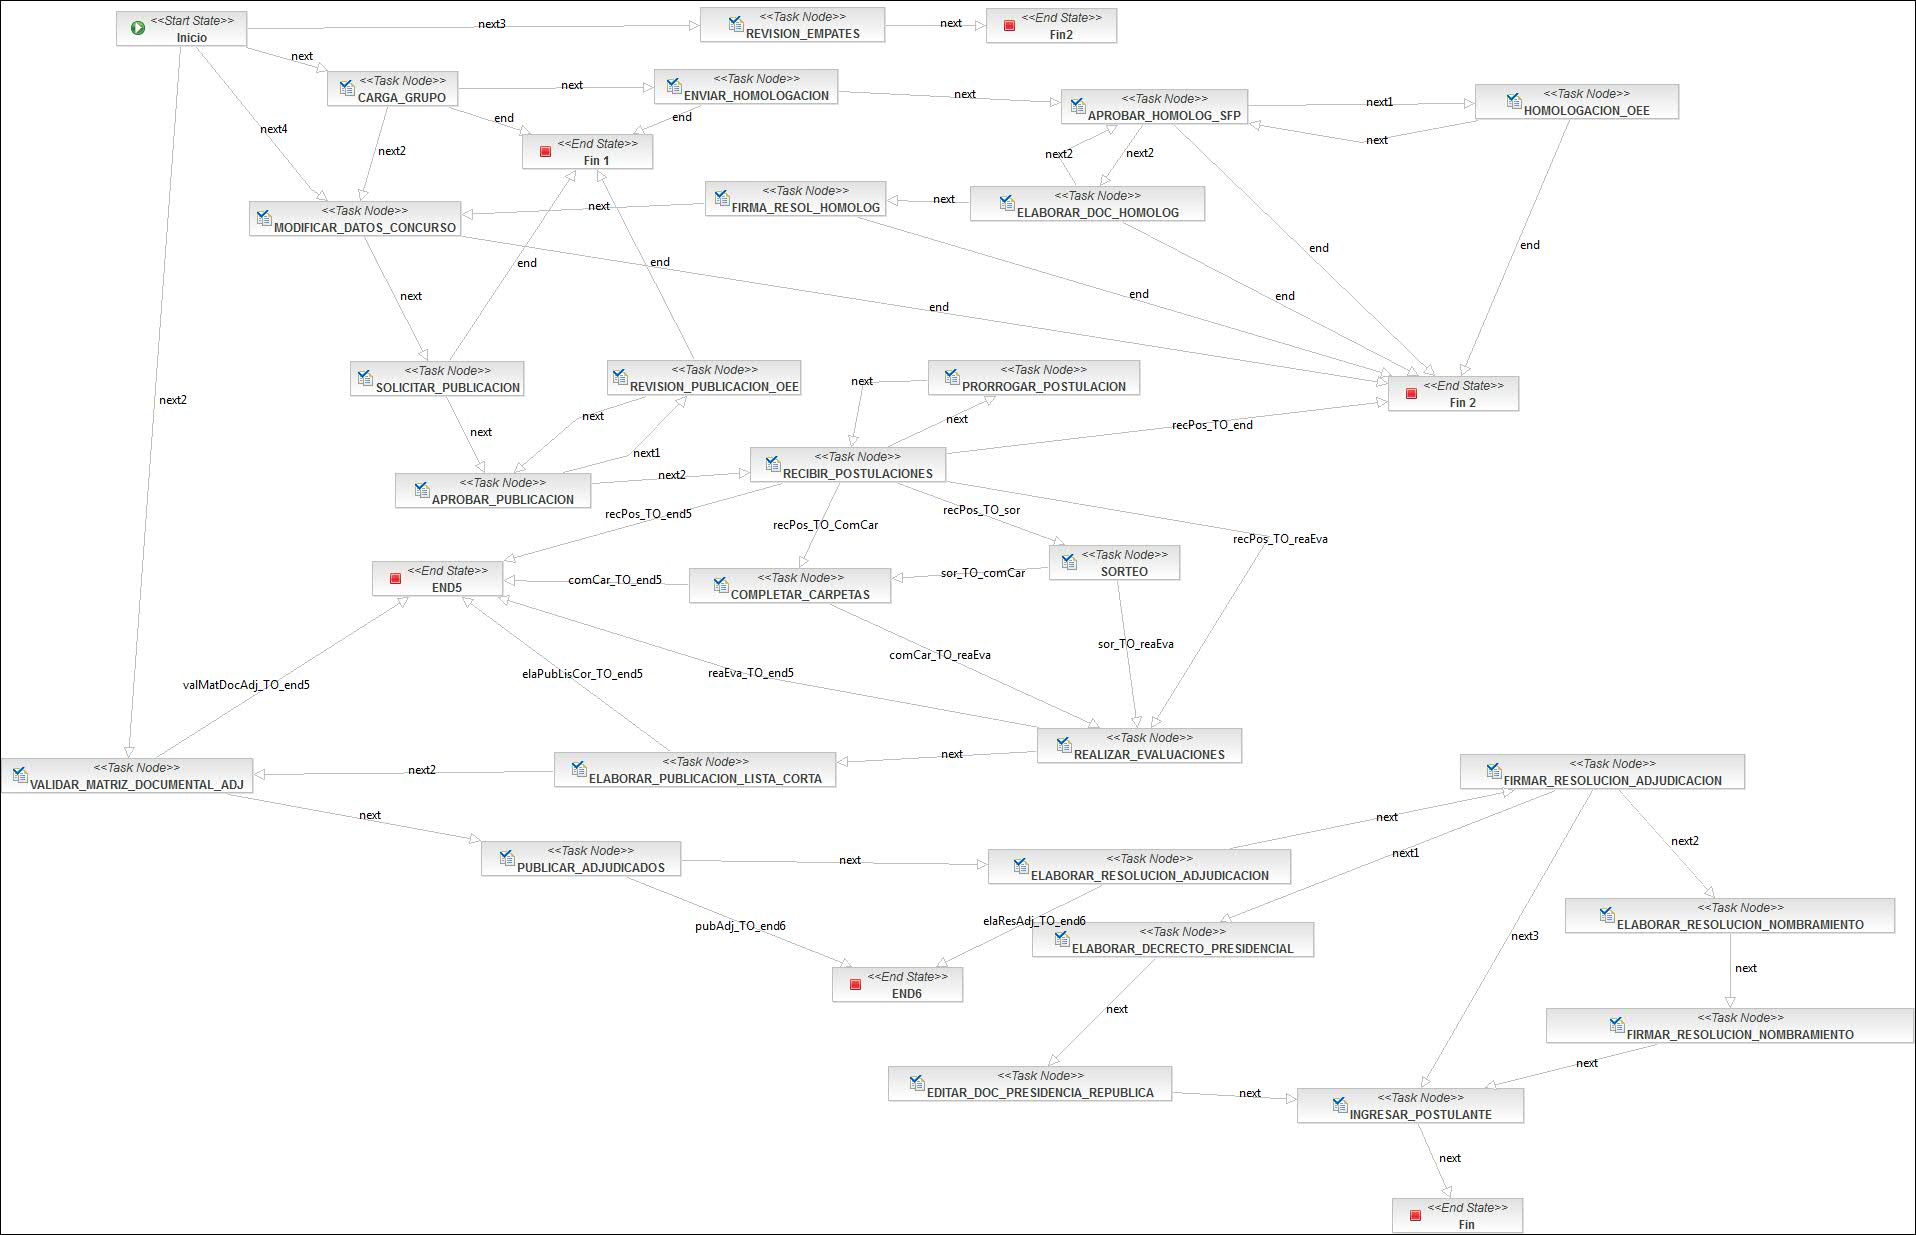 <<Start State>>
Inicio
next3
<<Task Node>>
REVISION_EMPATES
next
<<End State>>
Fin2
next
<<Task Node>>
CARGA_GRUPO
next
<<Task Node>>
ENVIAR_HOMOLOGACION
next
<<Task Node>>
APROBAR_HOMOLOG_SFP
next1
<<Task Node>>
HOMOLOGACION_OEE
next
end
end
<<End State>>
Fin 1
next4
next2
next2
next2
<<Task Node>>
MODIFICAR_DATOS_CONCURSO
next
<<Task Node>>
FIRMA_RESOL_HOMOLOG
next
<<Task Node>>
ELABORAR_DOC_HOMOLOG
end
end
end
end
end
end
end
next
<<Task Node>>
SOLICITAR_PUBLICACION
<<Task Node>>
REVISION_PUBLICACION_OEE
next
<<Task Node>>
PRORROGAR_POSTULACION
<<End State>>
Fin 2
next2
next
next
next
recPos_TO_end
next1
<<Task Node>>
APROBAR_PUBLICACION
next2
<<Task Node>>
RECIBIR_POSTULACIONES
recPos_TO_end5
recPos_TO_ComCar
recPos_TO_sor
recPos_TO_reaEva
<<End State>>
END5
comCar_TO_end5
<<Task Node>>
COMPLETAR_CARPETAS
sor_TO_comCar
<<Task Node>>
SORTEO
valMatDocAdj_TO_end5
elaPubLisCor_TO_end5
reaEva_TO_end5
comCar_TO_reaEva
sor_TO_reaEva
<<Task Node>>
VALIDAR_MATRIZ_DOCUMENTAL_ADJ
next2
<<Task Node>>
ELABORAR_PUBLICACION_LISTA_CORTA
next
<<Task Node>>
REALIZAR_EVALUACIONES
<<Task Node>>
FIRMAR_RESOLUCION_ADJUDICACION
next
<<Task Node>>
PUBLICAR_ADJUDICADOS
next
<<Task Node>>
ELABORAR_RESOLUCION_ADJUDICACION
next
next1
next2
pubAdj_TO_end6
elaResAdj_TO_end6
<<Task Node>>
ELABORAR_DECRECTO_PRESIDENCIAL
next3
<<Task Node>>
ELABORAR_RESOLUCION_NOMBRAMIENTO
<<End State>>
END6
next
next
<<Task Node>>
FIRMAR_RESOLUCION_NOMBRAMIENTO
<<Task Node>>
EDITAR_DOC_PRESIDENCIA_REPUBLICA
next
next
<<Task Node>>
INGRESAR_POSTULANTE
next
<<End State>>
Fin